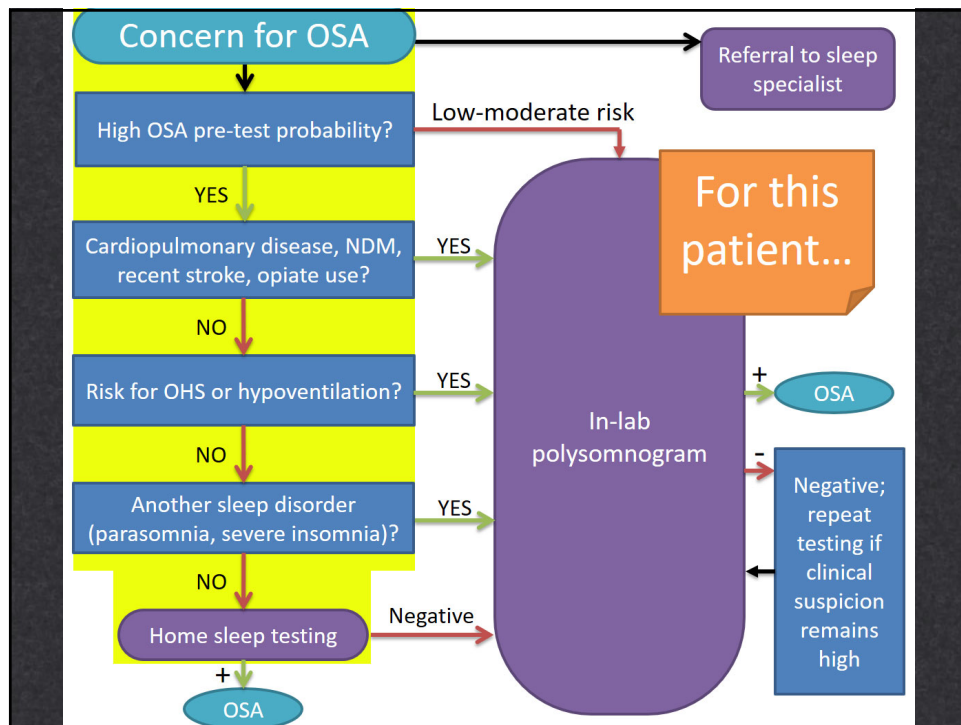 Concern for OSA
Referral to sleep
specialist
High OSA pre-test probability?
Low-moderate risk
For this
patient...
YES
Cardiopulmonary disease, NDM,
recent stroke, opiate use?
YES
NO
Risk for OHS or hypoventilation?
YES
+
OSA
In-lab
polysomnogram
NO
-
Another sleep disorder
(parasomnia, severe insomnia)?
YES
Negative;
repeat
testing if
clinical
suspicion
remains
high
NO
Home sleep testing
Negative
+
OSA